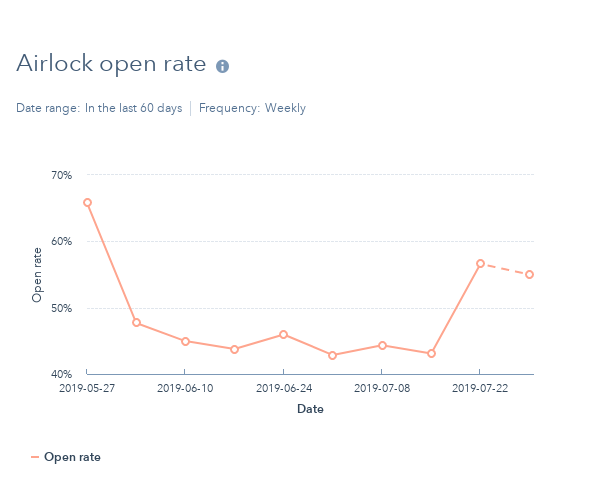 Airlock open rate
Date range: In the last 60 days | Frequency: Weekly
70%
60%
50%
40%
Open rate
2019-05-27 2019-06-10 2019-06-24 2019-07-08 2019-07-22
Date
Open rate